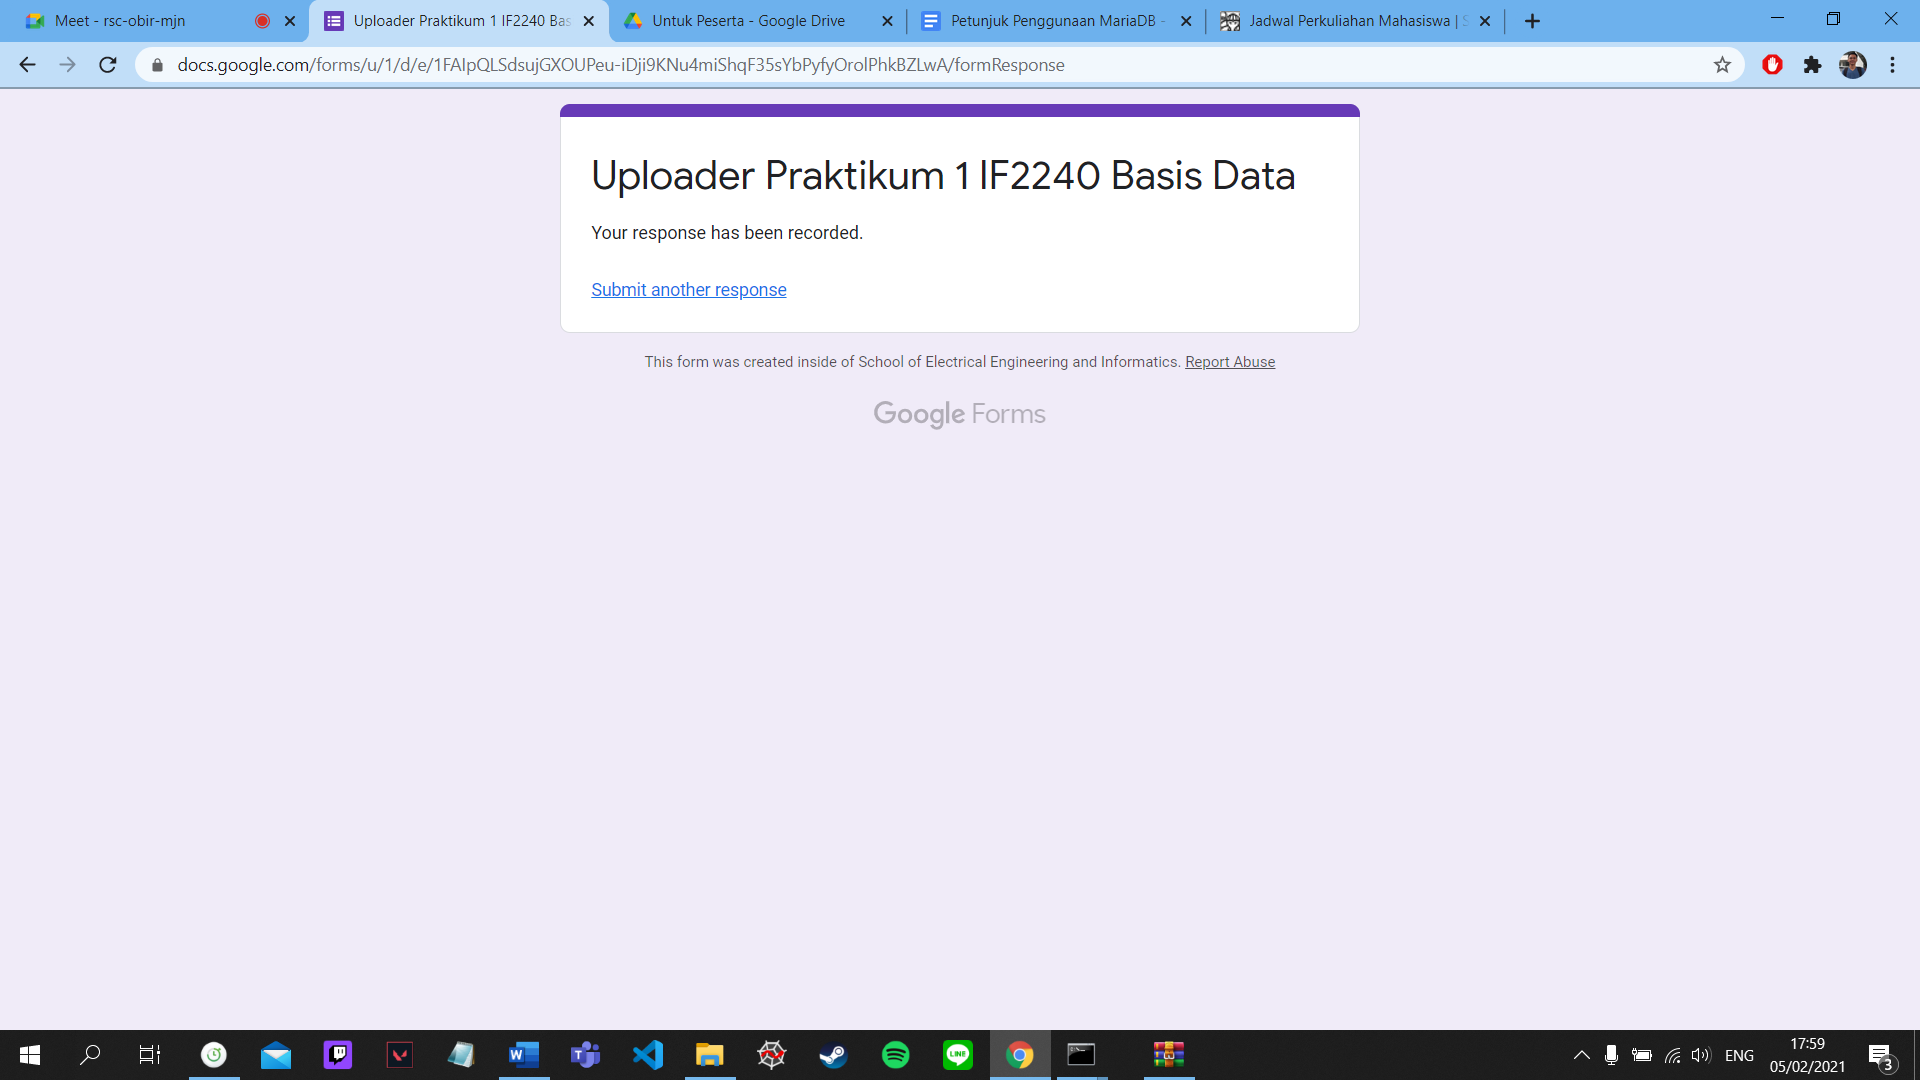 Meet - rsc-obir-mjn
Uploader Praktikum 1 IF2240 Bas
Untuk Peserta - Google Drive
Petunjuk Penggunaan MariaDB -
Jadwal Perkuliahan Mahasiswa | S
docs.google.com/forms/u/1/d/e/1FAIpQLSdsujGXOUPeu-iDji9KNu4miShqF35sYbPyfyOrolPhkBZLwA/formResponse
Uploader Praktikum 1 IF2240 Basis Data
Your response has been recorded.
Submit another response
This form was created inside of School of Electrical Engineering and Informatics. Report Abuse
Google Forms
ENG
17:59
05/02/2021
3